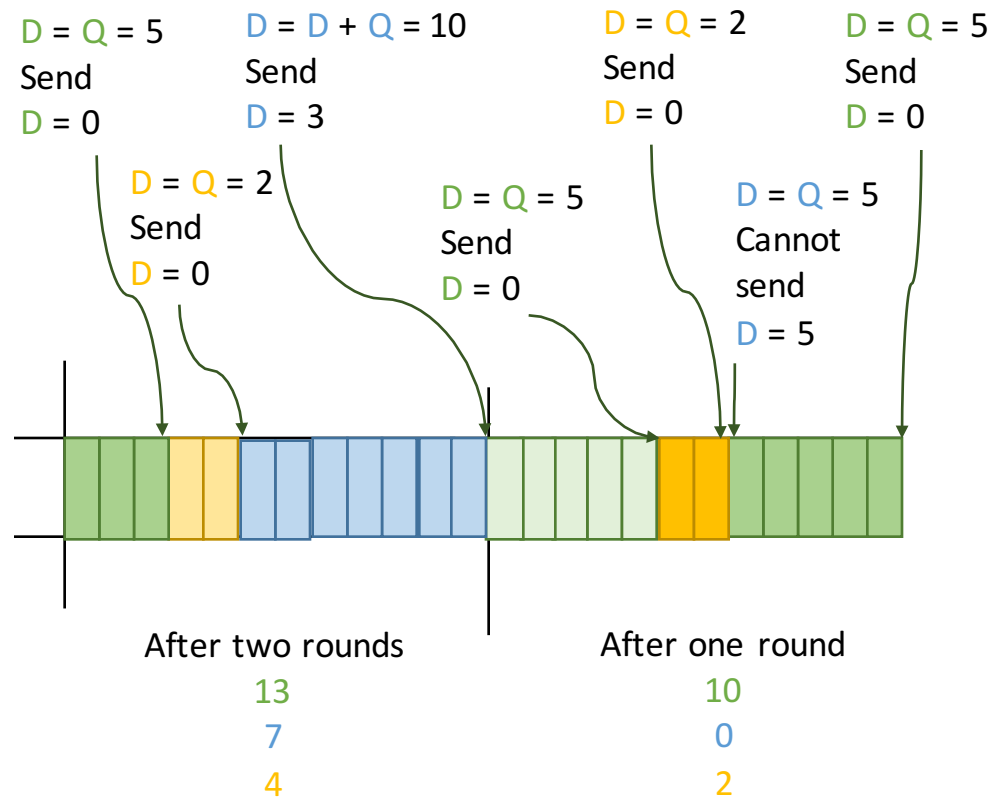 D = Q = 5
Send
D = 0
D = D + Q = 10
Send
D = 3
D = Q = 2
Send
D = 0
D = Q = 5
Send
D = 0
D = Q = 2
Send
D = 0
D = Q = 5
Send
D = 0
D = Q = 5
Cannot
send
D = 5
After two rounds
13
7
4
After one round
10
0
2